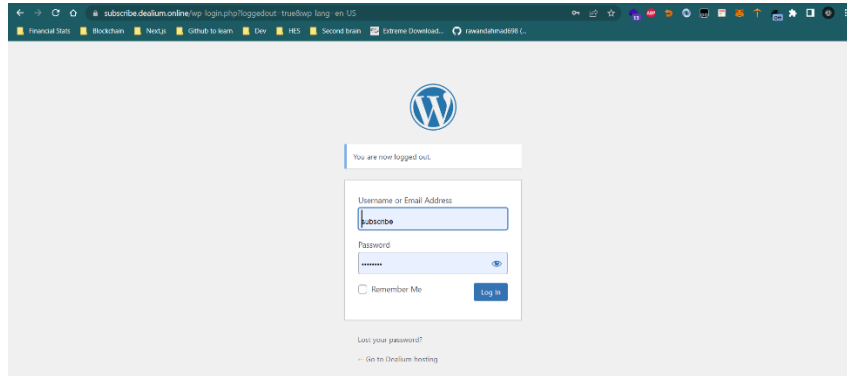 subscribe.dealium.online/wp-login.php?loggedout=true&wp_lang=en_US
Financial Stats Blockchain Next.js Github to learn Dev HES Second brain Extreme Download... rawandahmad698 (...
You are now logged out.
Username or Email Address
subscribe
Password
••••••••
Remember Me
Log In
Lost your password?
← Go to Dealium hosting